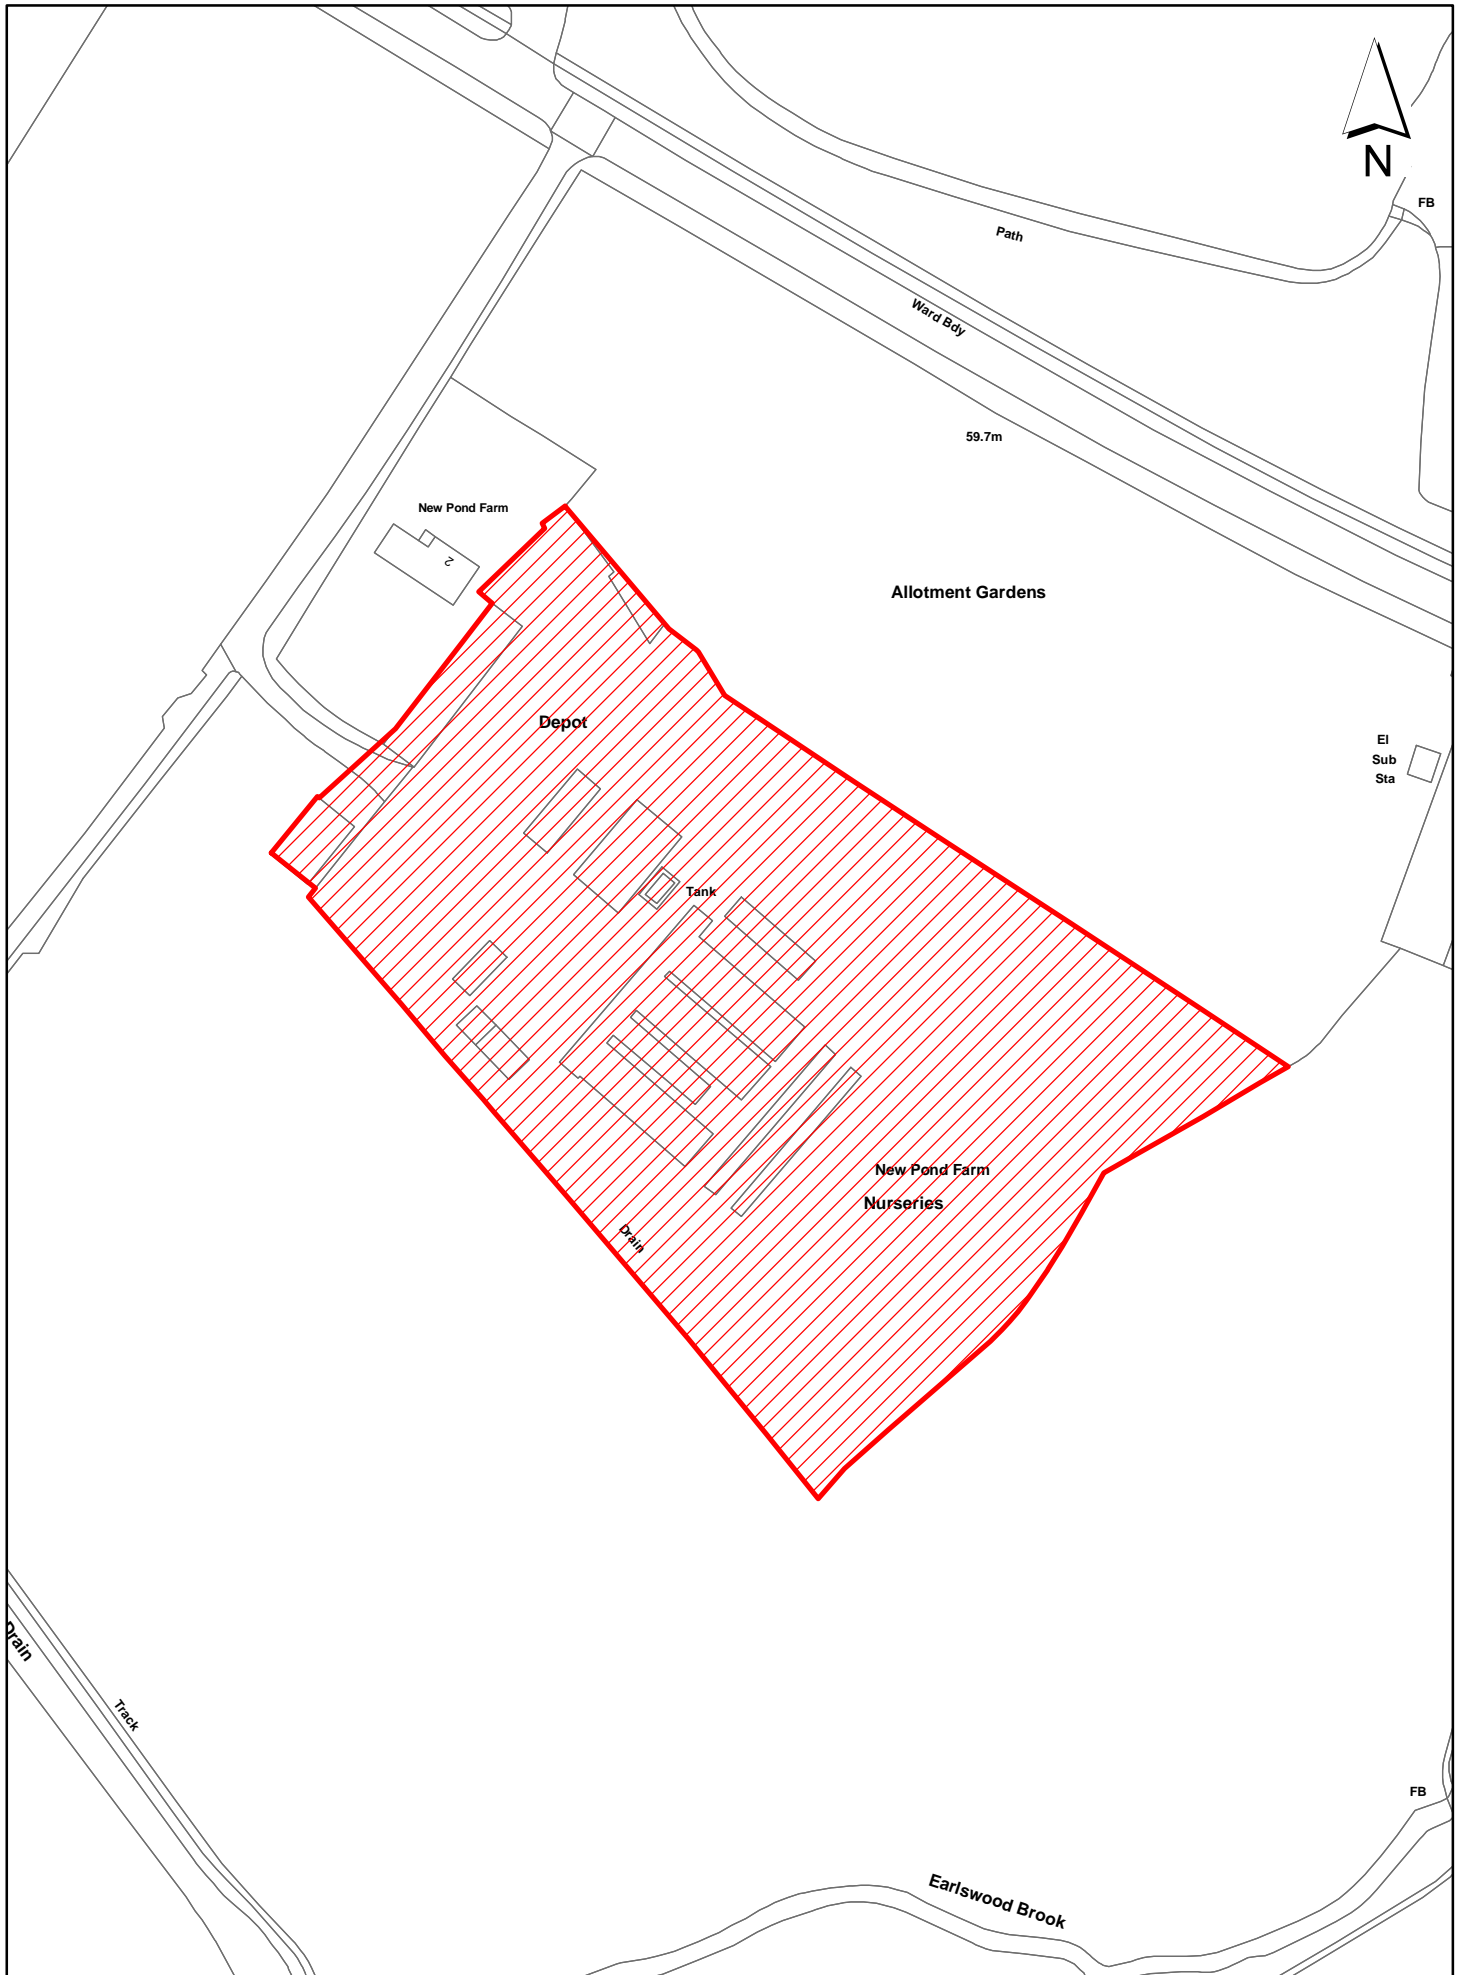 N
FB
Path
Ward Bdy
59.7m
New Pond Farm
2
Allotment Gardens
Depot
El
Sub
Sta
Tank
New Pond Farm
Nurseries
Drain
Drain
Track
FB
Earlswood Brook